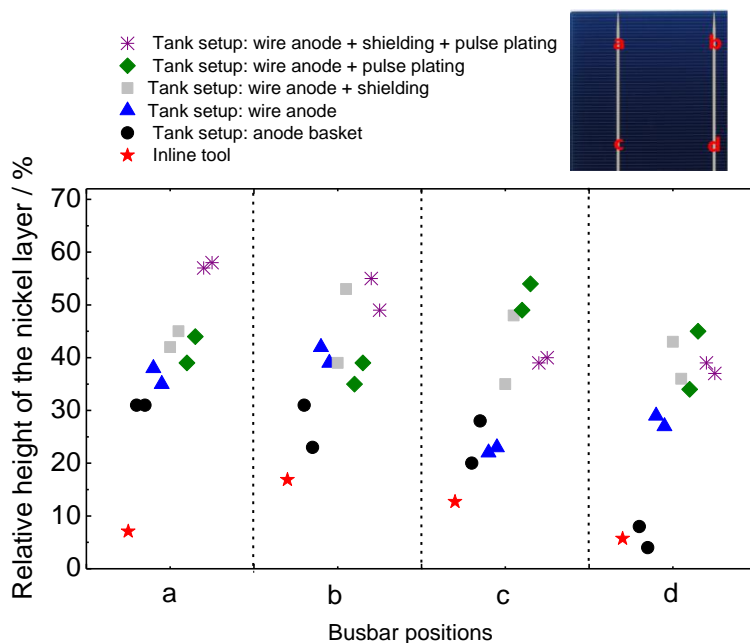 Tank setup: wire anode + shielding + pulse plating
Tank setup: wire anode + pulse plating
Tank setup: wire anode + shielding
Tank setup: wire anode
Tank setup: anode basket
Inline tool
a b
c d
Relative height of the nickel layer / %
70
60
50
40
30
20
10
0
a b c d
Busbar positions